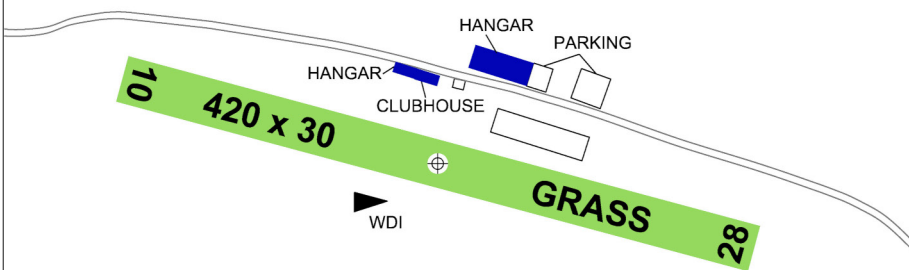 HANGAR
PARKING
HANGAR
CLUBHOUSE
10
420 x 30
GRASS
28
WDI